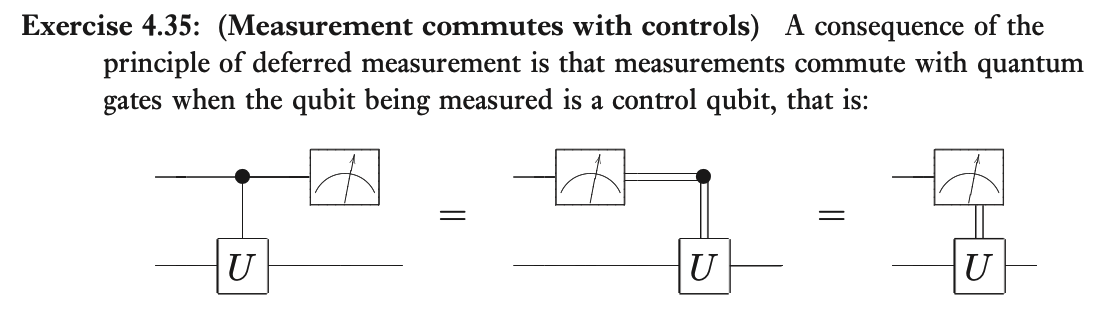 Exercise 4.35: (Measurement commutes with controls) A consequence of the
principle of deferred measurement is that measurements commute with quantum
gates when the qubit being measured is a control qubit, that is:
= =
U U U